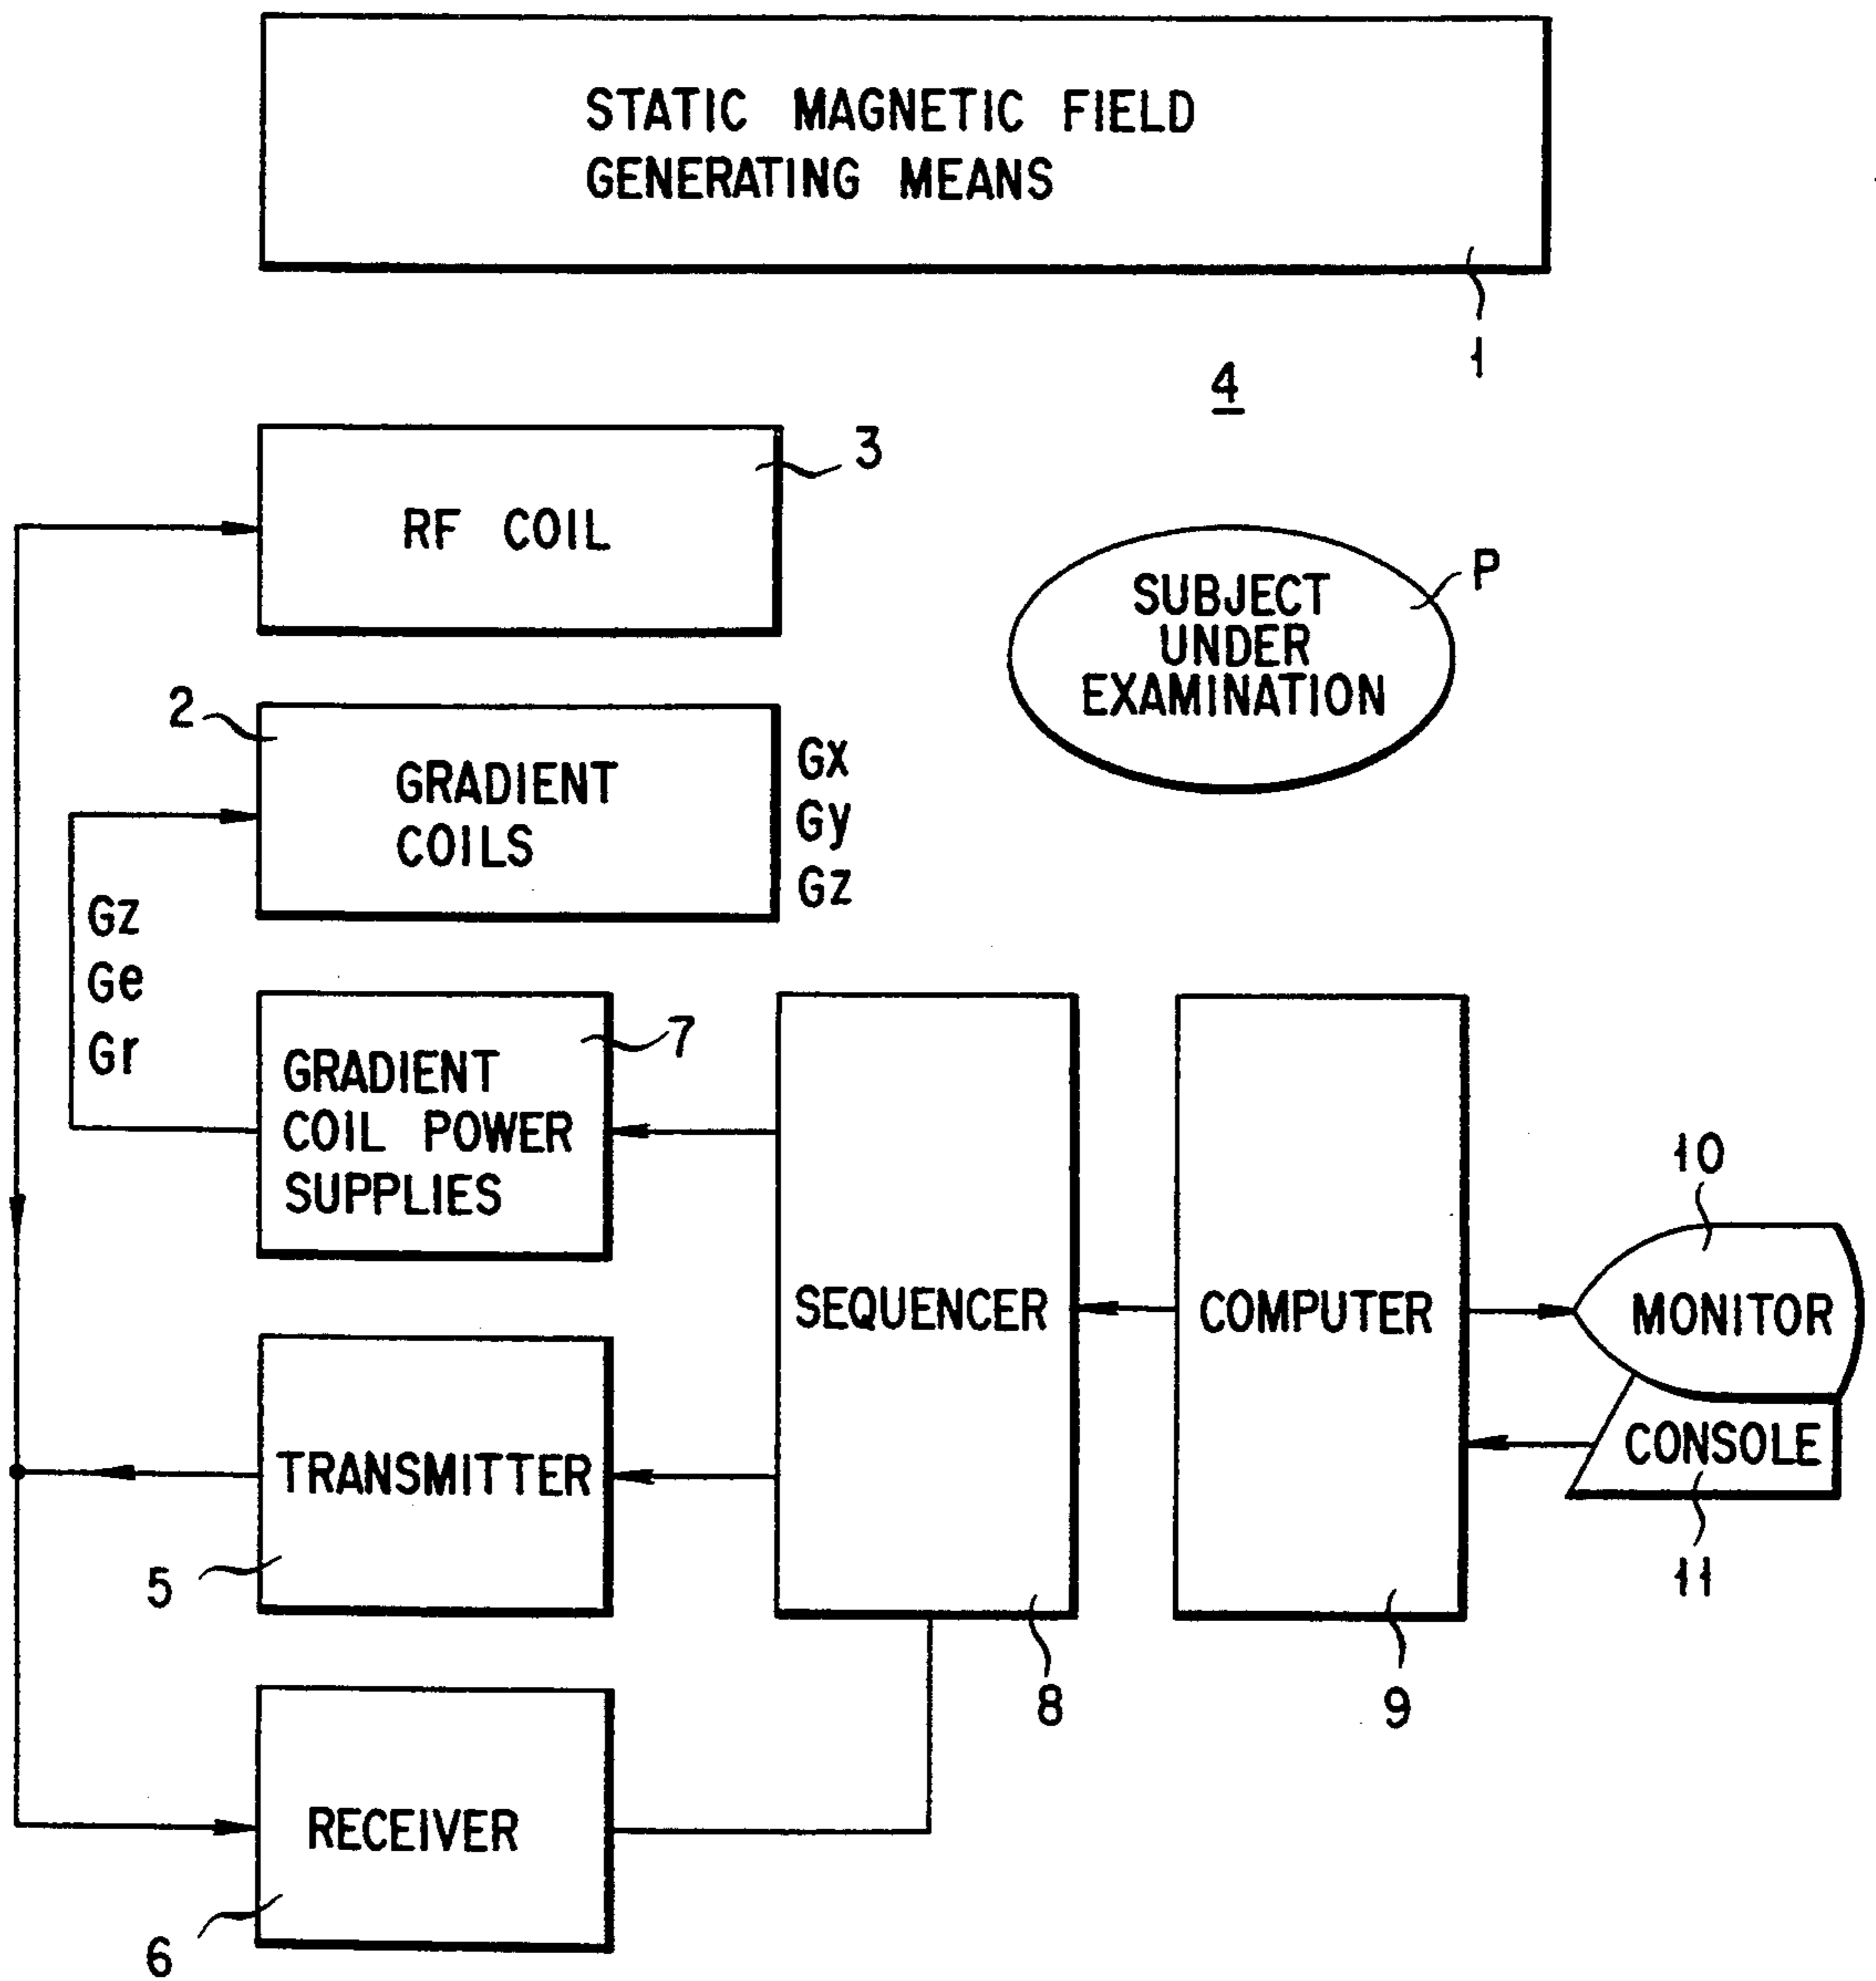 STATIC MAGNETIC FIELD
GENERATING MEANS
1
4
3
RF COIL
P
SUBJECT
UNDER
EXAMINATION
2
GRADIENT
COILS
Gx
Gy
Gz
Gz
Ge
Gr
7
GRADIENT
COIL POWER
SUPPLIES
SEQUENCER
COMPUTER
10
MONITOR
CONSOLE
11
TRANSMITTER
5
8
9
RECEIVER
6